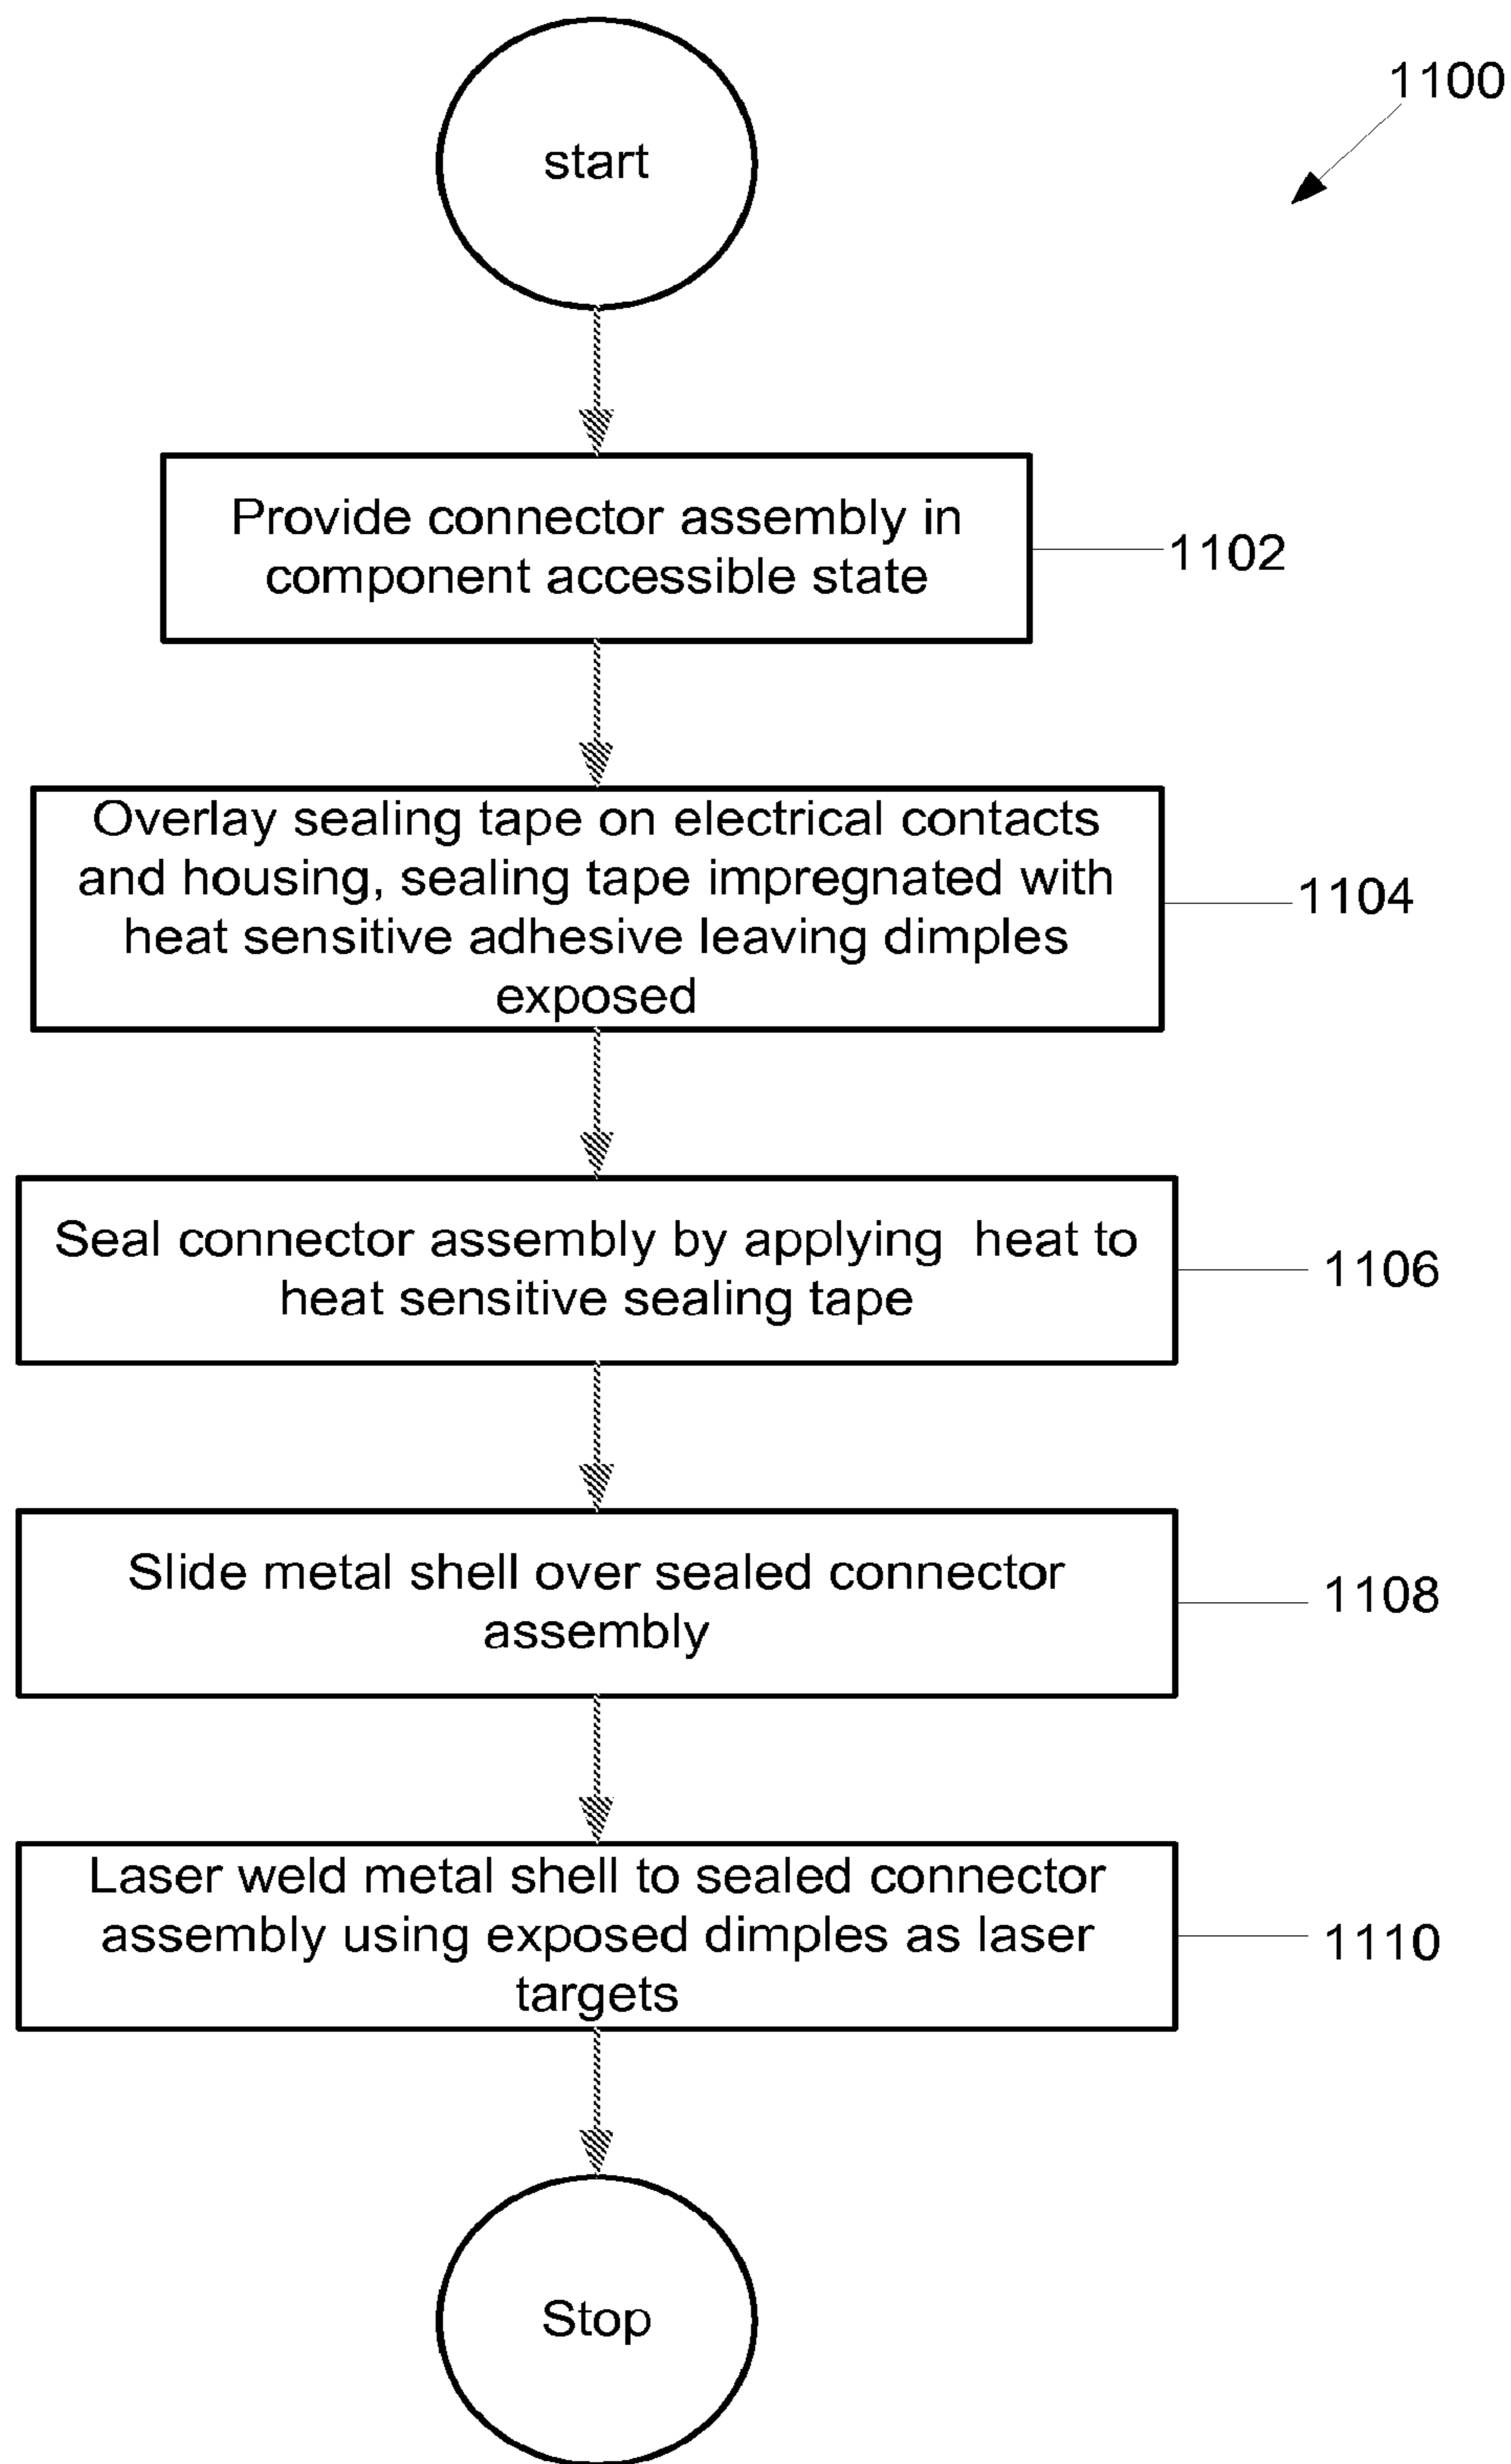 1100
start
Provide connector assembly in
component accessible state
1102
Overlay sealing tape on electrical contacts
and housing, sealing tape impregnated with
heat sensitive adhesive leaving dimples
exposed
1104
Seal connector assembly by applying  heat to
heat sensitive sealing tape
1106
Slide metal shell over sealed connector
assembly
1108
Laser weld metal shell to sealed connector
assembly using exposed dimples as laser
targets
1110
Stop